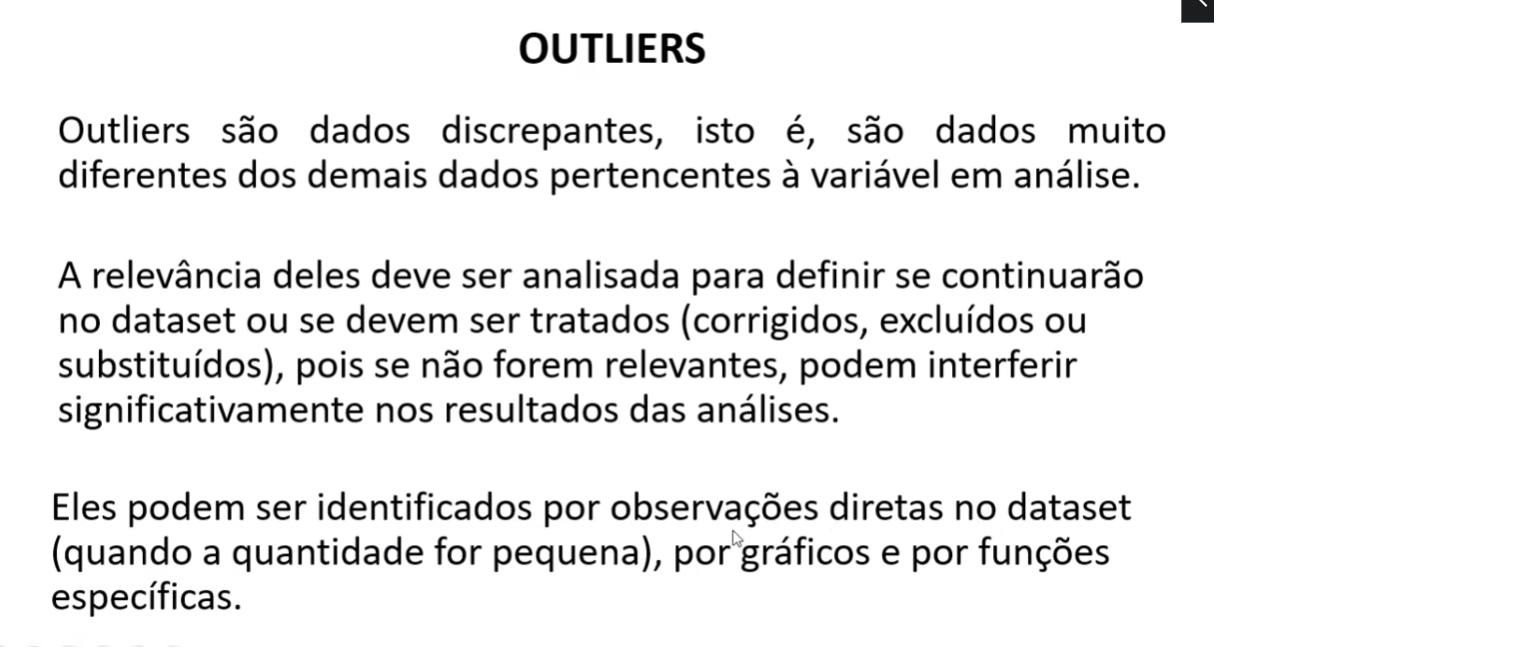 OUTLIERS
Outliers são dados discrepantes, isto é, são dados muito
diferentes dos demais dados pertencentes à variável em análise.
A relevância deles deve ser analisada para definir se continuarão
no dataset ou se devem ser tratados (corrigidos, excluídos ou
substituídos), pois se não forem relevantes, podem interferir
significativamente nos resultados das análises.
Eles podem ser identificados por observações diretas no dataset
(quando a quantidade for pequena), por gráficos e por funções
específicas.